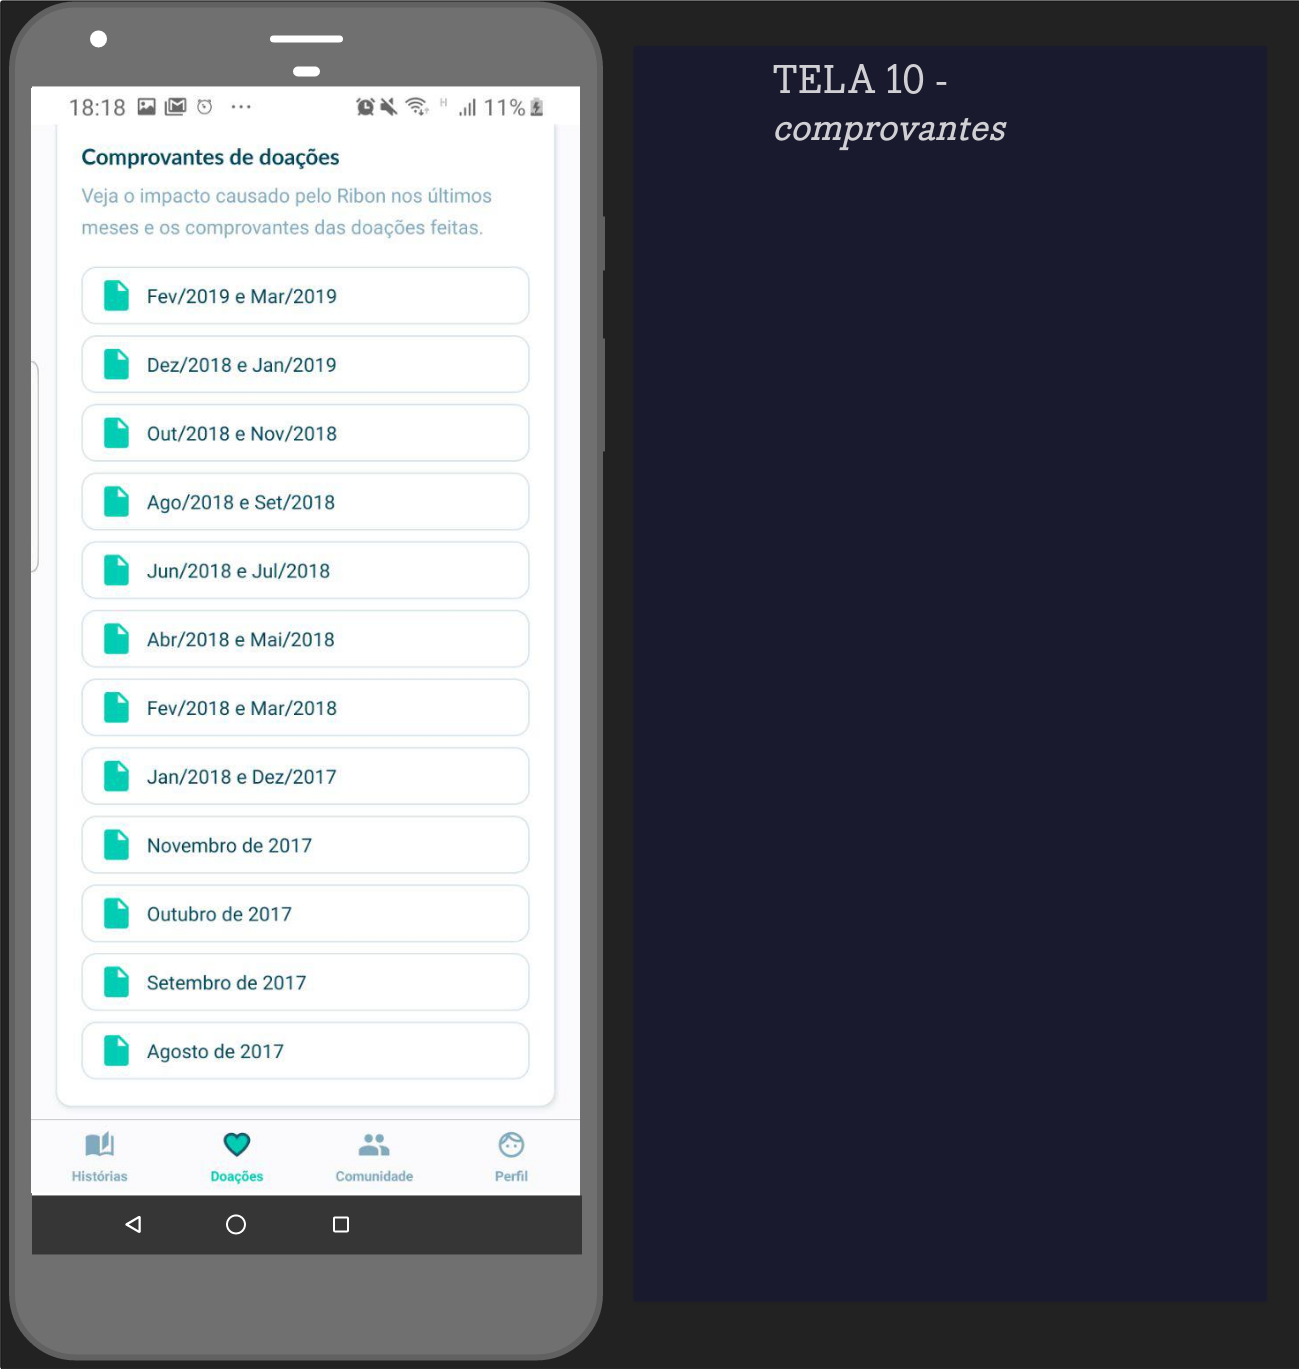 18:18 H 11%
Comprovantes de doações
Veja o impacto causado pelo Ribon nos últimos
meses e os comprovantes das doações feitas.
Fev/2019 e Mar/2019
Dez/2018 e Jan/2019
Out/2018 e Nov/2018
Ago/2018 e Set/2018
Jun/2018 e Jul/2018
Abr/2018 e Mai/2018
Fev/2018 e Mar/2018
Jan/2018 e Dez/2017
Novembro de 2017
Outubro de 2017
Setembro de 2017
Agosto de 2017
Histórias Doações Comunidade Perfil
TELA 10 -
comprovantes